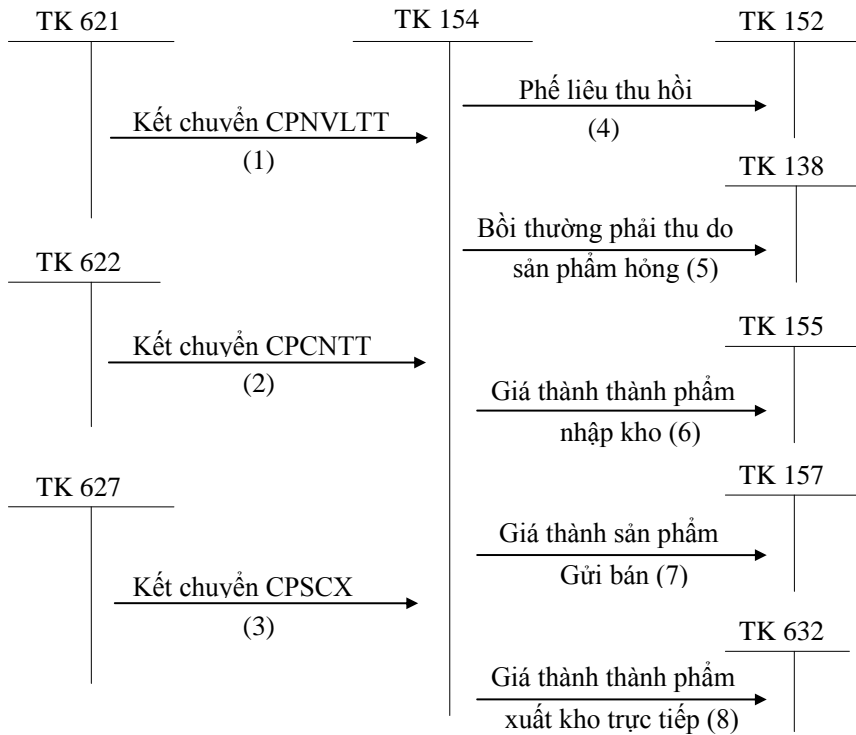 TK 621
TK 154
TK 152
Phế liêu thu hồi
(4)
Kết chuyển CPNVLTT
(1)
TK 138
Bồi thường phải thu do
sản phẩm hỏng (5)
TK 622
TK 155
Kết chuyển CPCNTT
(2)
Giá thành thành phẩm
nhập kho (6)
TK 627
TK 157
Giá thành sản phẩm
Gửi bán (7)
Kết chuyển CPSCX
(3)
TK 632
Giá thành thành phẩm
xuất kho trực tiếp (8)